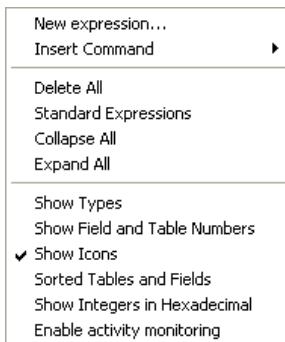 New expression...
Insert Command
Delete All
Standard Expressions
Collapse All
Expand All
Show Types
Show Field and Table Numbers
Show Icons
Sorted Tables and Fields
Show Integers in Hexadecimal
Enable activity monitoring